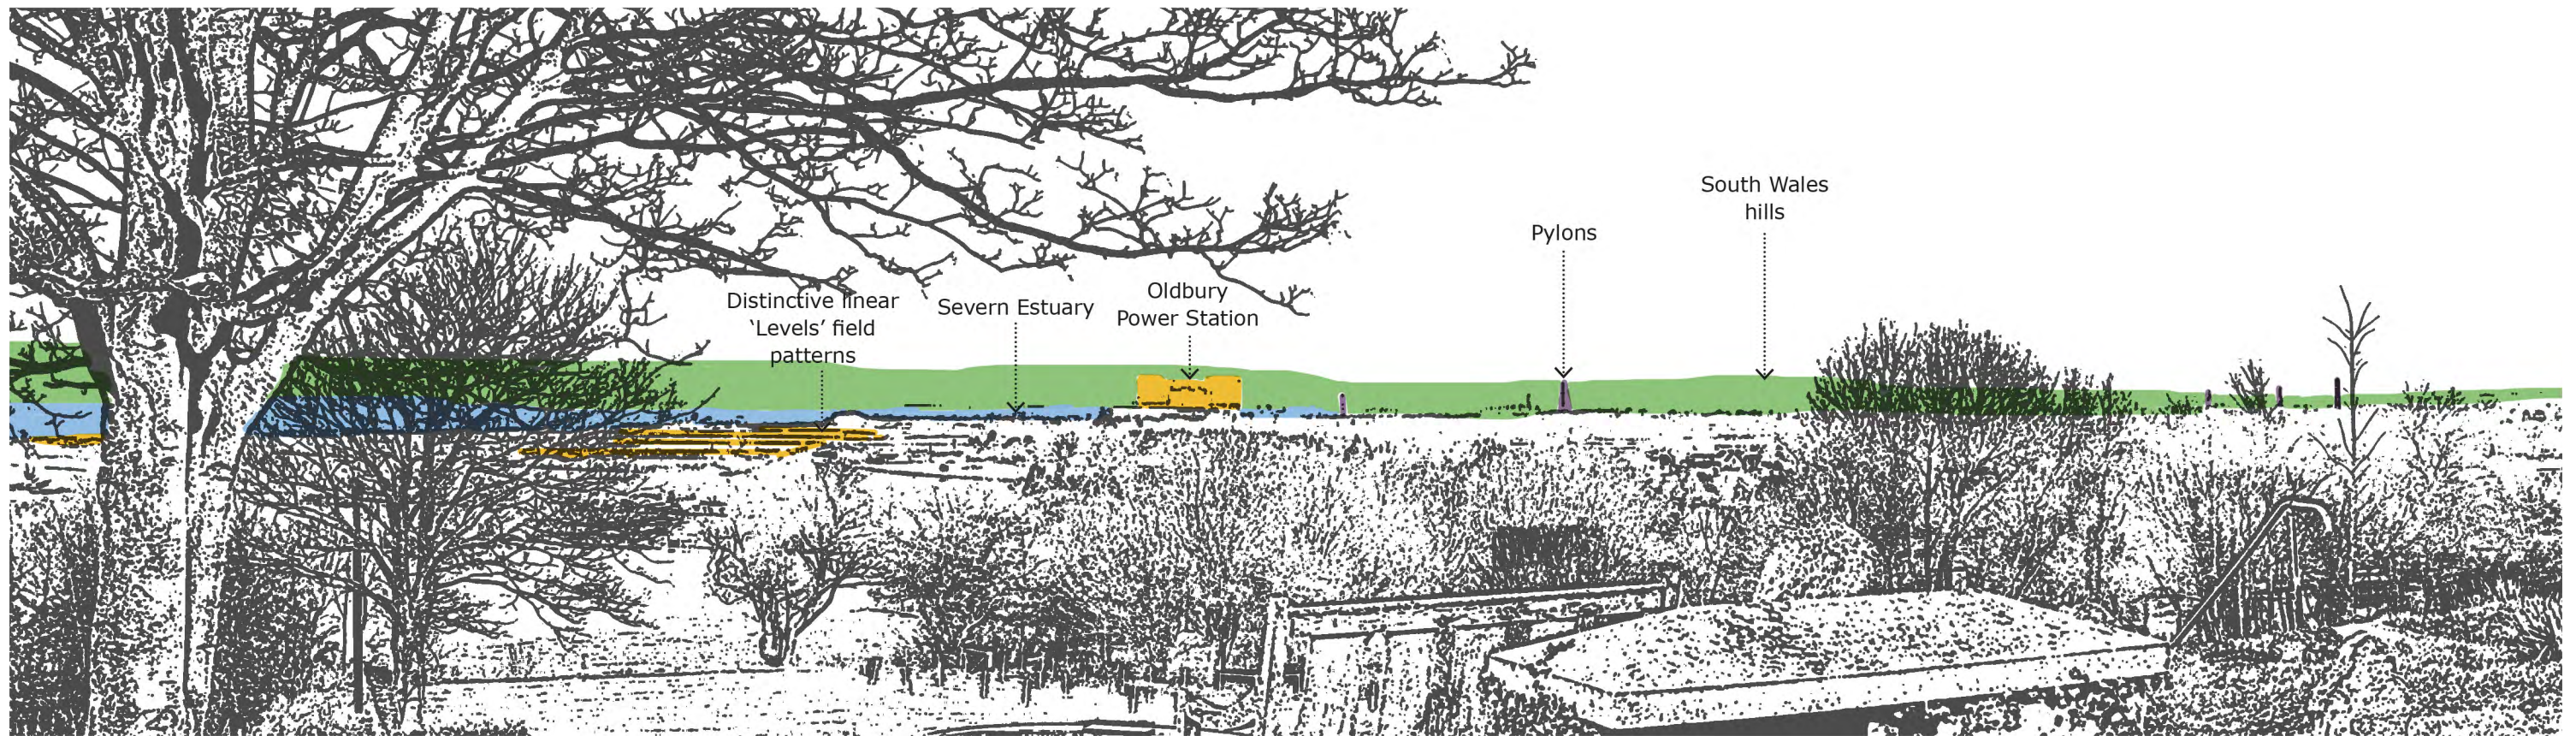 Distinctive linear
‘Levels’ field
patterns
Severn Estuary
Oldbury
Power Station
Pylons
South Wales
hills